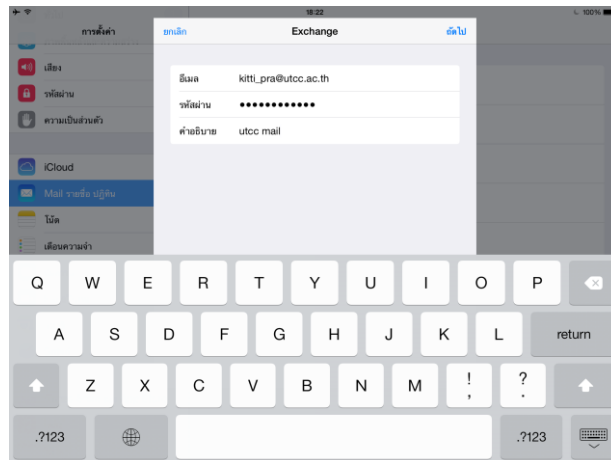 18:22
100%
การตั้งค่า
ยกเลิก Exchange ถัดไป
เสียง
รหัสผ่าน
ความเป็นส่วนตัว
iCloud
Mail รายชื่อ ปฏิทิน
โน้ต
เตือนความจำ
อีเมล kitti_pra@utcc.ac.th
รหัสผ่าน ●●●●●●●●●●●●
คำอธิบาย utcc mail
Q W E R T Y U I O P
A S D F G H J K L return
Z X C V B N M ! , ? .
.?123 .?123